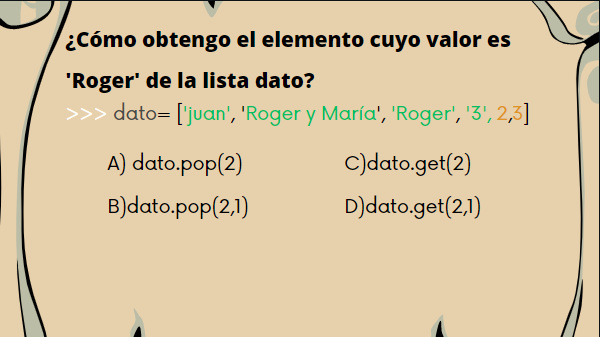 ¿Cómo obtengo el elemento cuyo valor es
'Roger' de la lista dato?
>>> dato= ['juan', 'Roger y María', 'Roger', '3', 2,3]
A) dato.pop(2)
C)dato.get(2)
B)dato.pop(2,1)
D)dato.get(2,1)